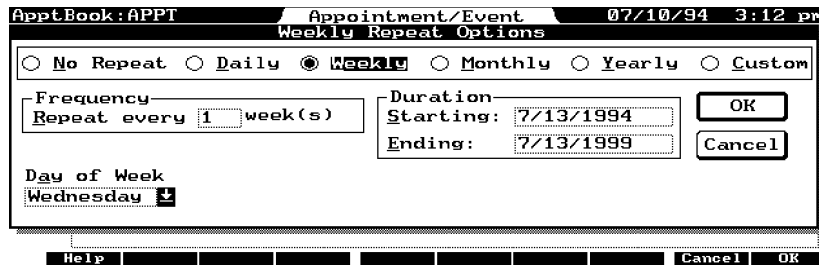 Appt.Book:APPT Appointment/Event 07/10/94 3:12 pm
Weekly Repeat Options
No Repeat Daily Weekly Monthly Yearly Custom
Frequency Duration
Repeat every 1 week(s) Starting: 7/13/1994 OK
Ending: 7/13/1999 Cancel
Day of Week
Wednesday
Help Cancel OK